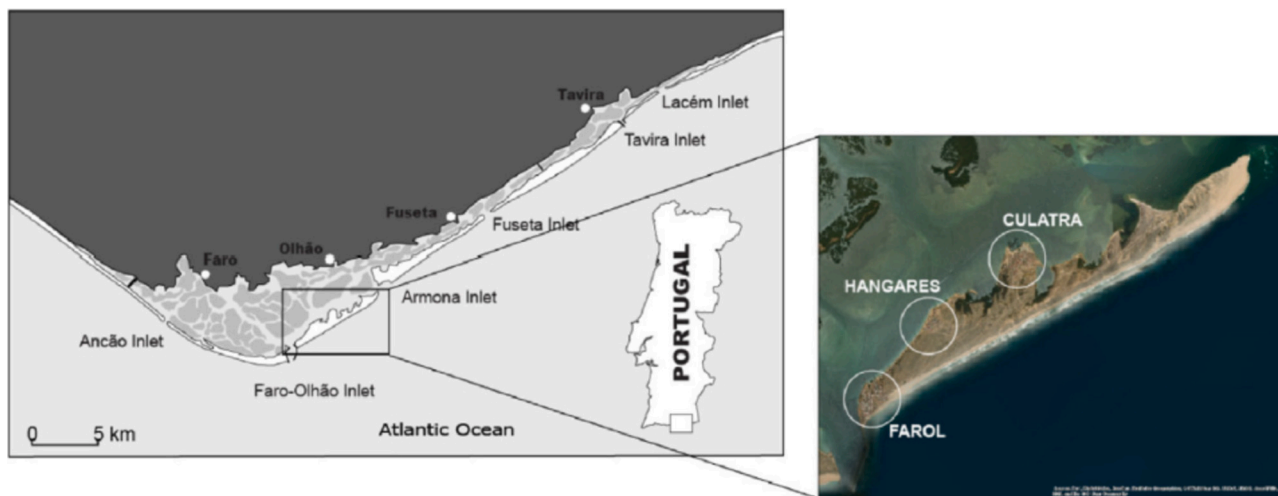 Tavira
Lacém Inlet
Tavira Inlet
Fuseta
Fuseta Inlet
Olhão
Faro
Armona Inlet
Ancão Inlet
Faro-Olhão Inlet
0 5 km
Atlantic Ocean
PORTUGAL
CULATRA
HANGARES
FAROL